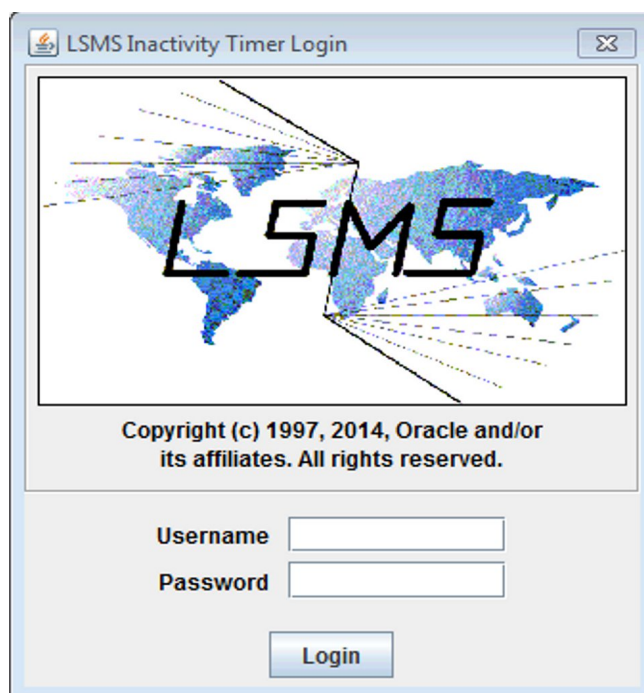 LSMS Inactivity Timer Login
LSMS
Copyright (c) 1997, 2014, Oracle and/or
its affiliates. All rights reserved.
Username
Password
Login